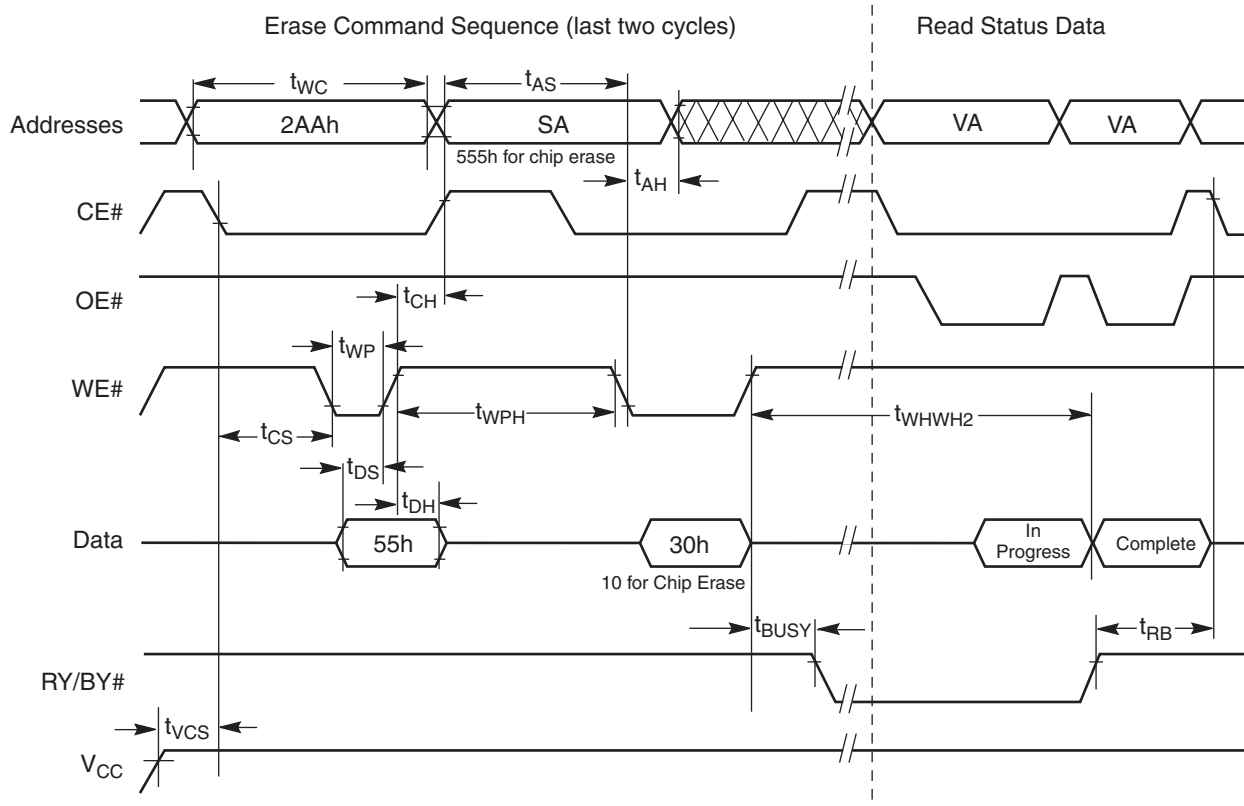 Erase Command Sequence (last two cycles)
Read Status Data
tWC
tAS
Addresses
2AAh
SA
VA
VA
555h for chip erase
tAH
CE#
OE#
tCH
tWP
WE#
tWPH
tWHWH2
tCS
tDS
tDH
Data
55h
30h
In
Progress
Complete
10 for Chip Erase
tBUSY
tRB
RY/BY#
tVCS
VCC